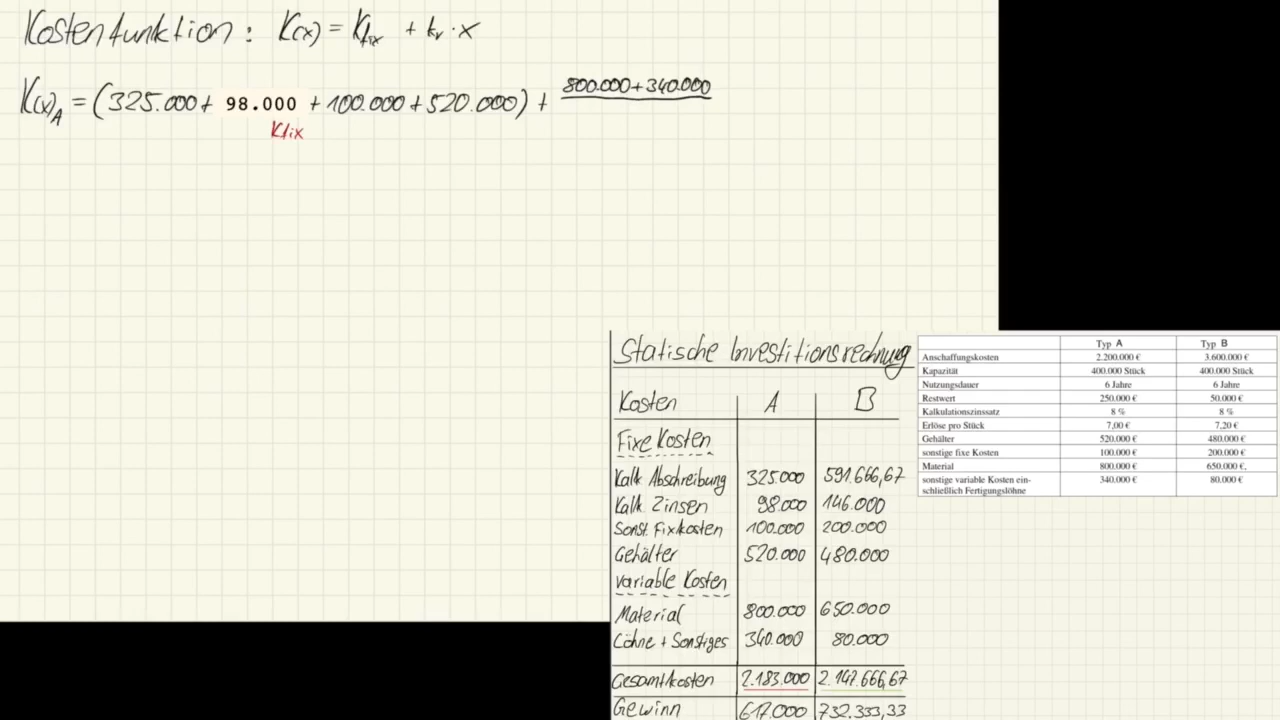 Kostenfunktion: K(x) = Kfix + kv · x
800.000+340.000
K(x)A = (325.000+ 98.000 +100.000+520.000) +
Kfix
Statische Investitionsrechnung
Kosten A B
Fixe Kosten
Kalk Abschreibung 325.000 591.666,67
Kalk. Zinsen 98.000 146.000
Sonst. Fixkosten 100.000 200.000
Gehälter 520.000 480.000
variable Kosten
Material 800.000 650.000
Löhne + Sonstiges 340.000 80.000
Gesamtkosten 2.183.000 2.147.666,67
Gewinn 617.000 732.333,33
Typ A Typ B
Anschaffungskosten 2.200.000 € 3.600.000 €
Kapazität 400.000 Stück 400.000 Stück
Nutzungsdauer 6 Jahre 6 Jahre
Restwert 250.000 € 50.000 €
Kalkulationszinssatz 8 % 8 %
Erlöse pro Stück 7,00 € 7,20 €
Gehälter 520.000 € 480.000 €
sonstige fixe Kosten 100.000 € 200.000 €
Material 800.000 € 650.000 €.
sonstige variable Kosten ein- 340.000 € 80.000 €
schließlich Fertigungslöhne